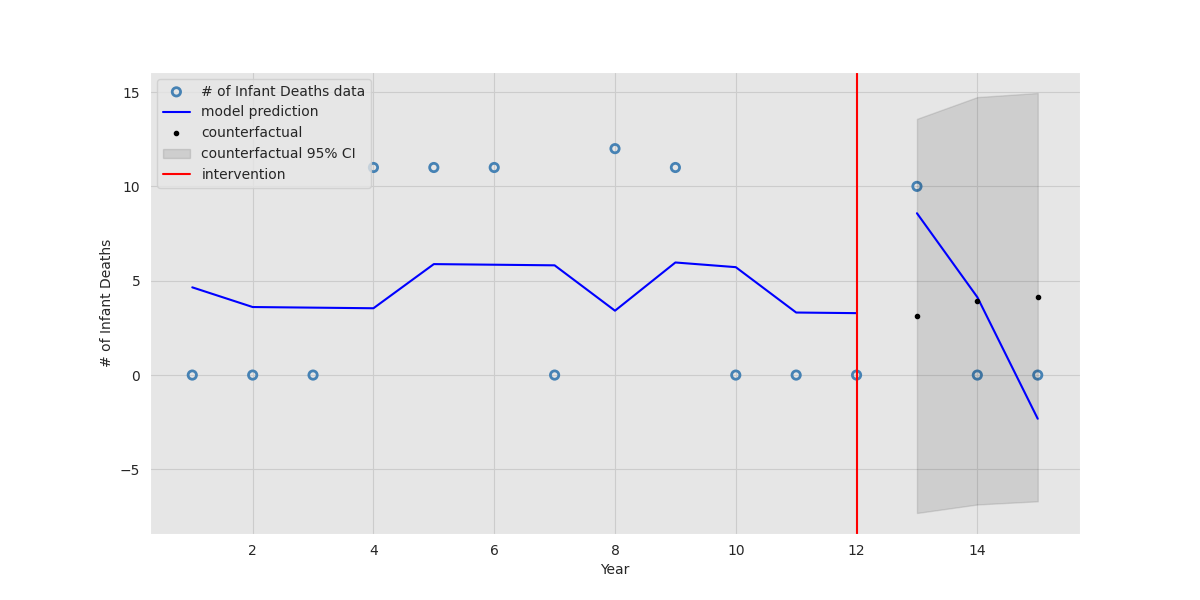 # of Infant Deaths data
model prediction
counterfactual
counterfactual 95% CI
intervention
15
10
5
0
−5
# of Infant Deaths
2
4
6
8
10
12
14
Year